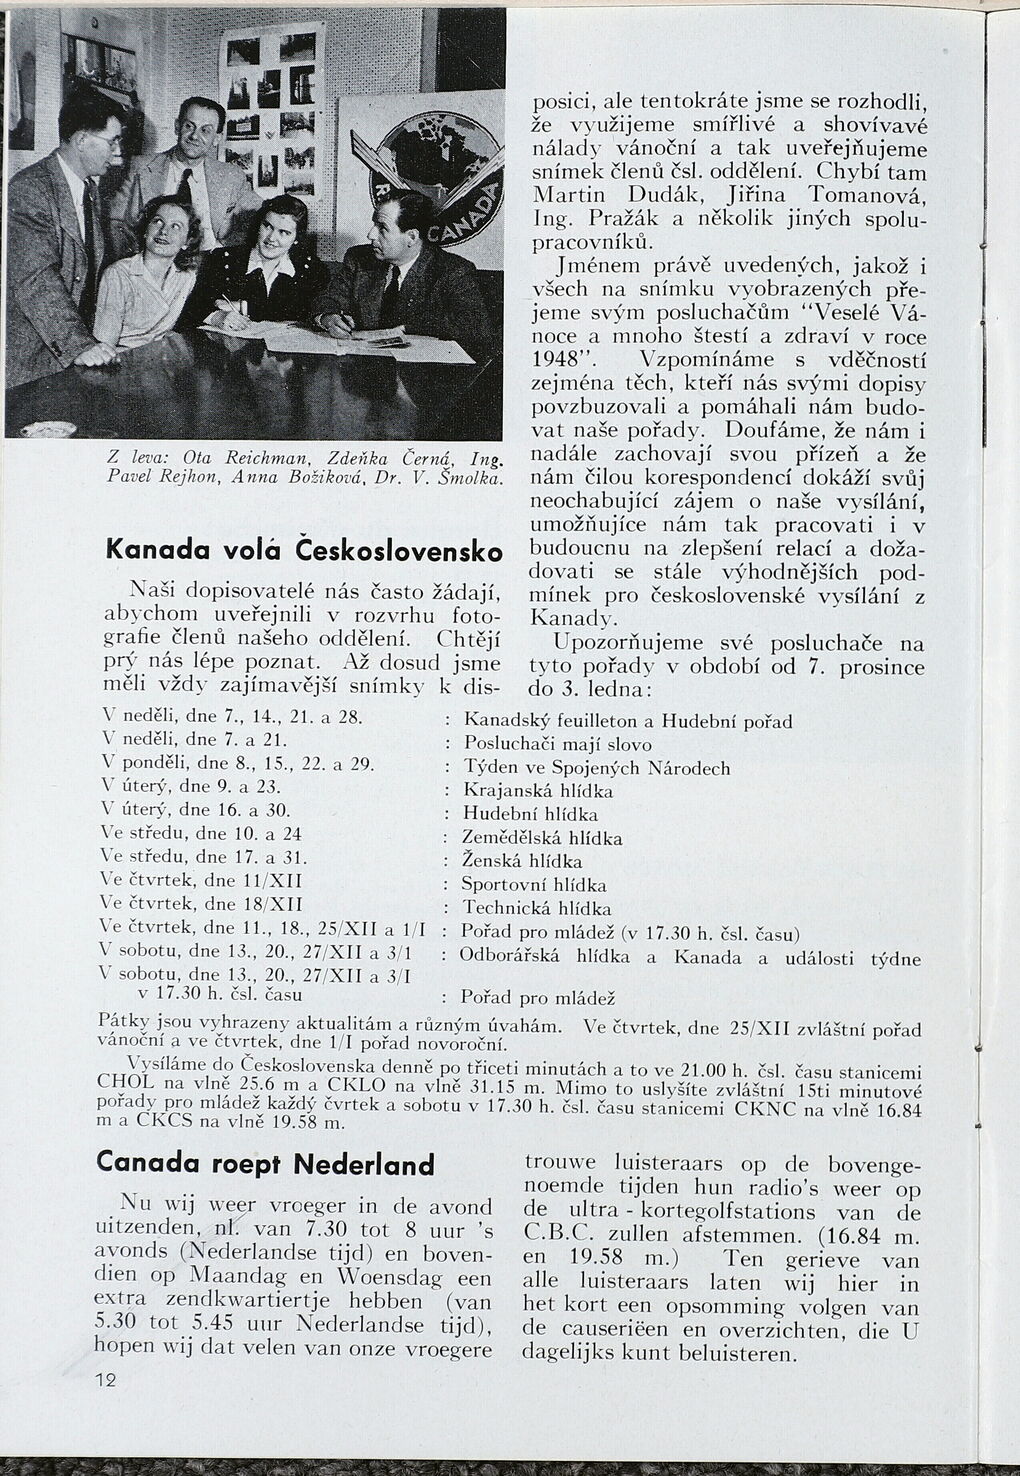 RA
CANADA
Z leva: Ota Reichman, Zdeňka Černá, Ing.
Pavel Rejhon, Anna Božiková, Dr. V. Smolka.
Kanada volá Československo
Naši dopisovatelé nás často žádají,
abychom uveřejnili v rozvrhu foto-
grafie členů našeho oddělení. Chtějí
prý nás lépe poznat. Až dosud jsme
měli vždy zajímavější snímky k dis-
posici, ale tentokráte jsme se rozhodli,
že využijeme smířlivé a shovívavé
nálady vánoční a tak uveřejňujeme
snímek členů čsl. oddělení. Chybí tam
Martin Dudák, Jiřina Tomanová,
Ing. Pražák a několik jiných spolu-
pracovníků.
Jménem právě uvedených, jakož i
všech na snímku vyobrazených pře-
jeme svým posluchačům “Veselé Vá-
noce a mnoho štestí a zdraví v roce
1948”. Vzpomínáme s vděčností
zejména těch, kteří nás svými dopisy
povzbuzovali a pomáhali nám budo-
vat naše pořady. Doufáme, že nám i
nadále zachovají svou přízeň a že
nám čilou korespondencí dokáží svůj
neochabující zájem o naše vysílání,
umožňujíce nám tak pracovati i v
budoucnu na zlepšení relací a doža-
dovati se stále výhodnějších pod-
mínek pro československé vysílání z
Kanady.
Upozorňujeme své posluchače na
tyto pořady v období od 7. prosince
do 3. ledna:
V neděli, dne 7., 14., 21. a 28. : Kanadský feuilleton a Hudební pořad
V neděli, dne 7. a 21. : Posluchači mají slovo
V ponděli, dne 8., 15., 22. a 29. : Týden ve Spojených Národech
V úterý, dne 9. a 23. : Krajanská hlídka
V úterý, dne 16. a 30. : Hudební hlídka
Ve středu, dne 10. a 24 : Zemědělská hlídka
Ve středu, dne 17. a 31. : Ženská hlídka
Ve čtvrtek, dne 11/XII : Sportovní hlídka
Ve čtvrtek, dne 18/XII : Technická hlídka
Ve čtvrtek, dne 11., 18., 25/XII a 1/I : Pořad pro mládež (v 17.30 h. čsl. času)
V sobotu, dne 13., 20., 27/XII a 3/1 : Odborářská hlídka a Kanada a události týdne
V sobotu, dne 13., 20., 27/XII a 3/I
v 17.30 h. čsl. času : Pořad pro mládež
Pátky jsou vyhrazeny aktualitám a různým úvahám. Ve čtvrtek, dne 25/XII zvláštní pořad
vánoční a ve čtvrtek, dne 1/I pořad novoroční.
Vysíláme do Československa denně po třiceti minutách a to ve 21.00 h. čsl. času stanicemi
CHOL na vlně 25.6 m a CKLO na vlně 31.15 m. Mimo to uslyšíte zvláštní 15ti minutové
pořady pro mládež každý čvrtek a sobotu v 17.30 h. čsl. času stanicemi CKNC na vlně 16.84
m a CKCS na vlně 19.58 m.
Canada roept Nederland
Nu wij weer vroeger in de avond
uitzenden, nl. van 7.30 tot 8 uur ’s
avonds (Nederlandse tijd) en boven-
dien op Maandag en Woensdag een
extra zendkwartiertje hebben (van
5.30 tot 5.45 uur Nederlandse tijd),
hopen wij dat velen van onze vroegere
trouwe luisteraars op de bovenge-
noemde tijden hun radio’s weer op
de ultra - kortegolfstations van de
C.B.C. zullen afstemmen. (16.84 m.
en 19.58 m.) Ten gerieve van
alle luisteraars laten wij hier in
het kort een opsomming volgen van
de causerieën en overzichten, die U
dagelijks kunt beluisteren.
12